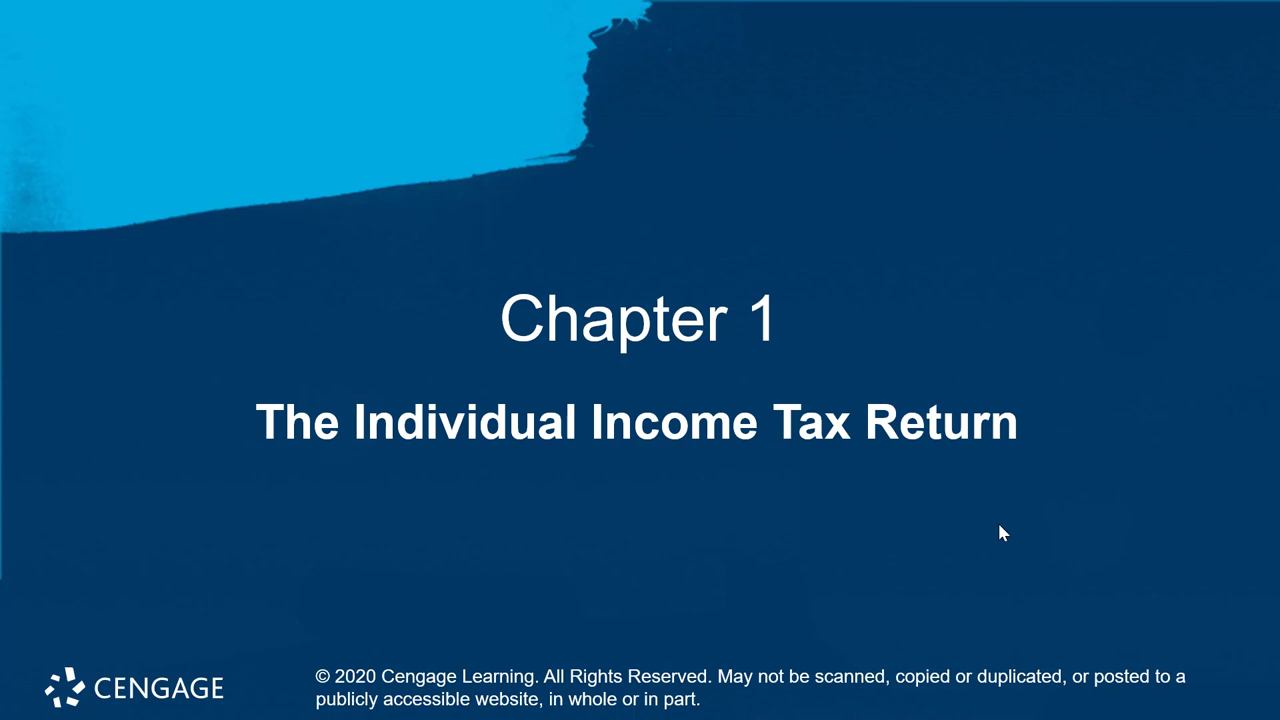 Chapter 1
The Individual Income Tax Return
CENGAGE
© 2020 Cengage Learning. All Rights Reserved. May not be scanned, copied or duplicated, or posted to a
publicly accessible website, in whole or in part.